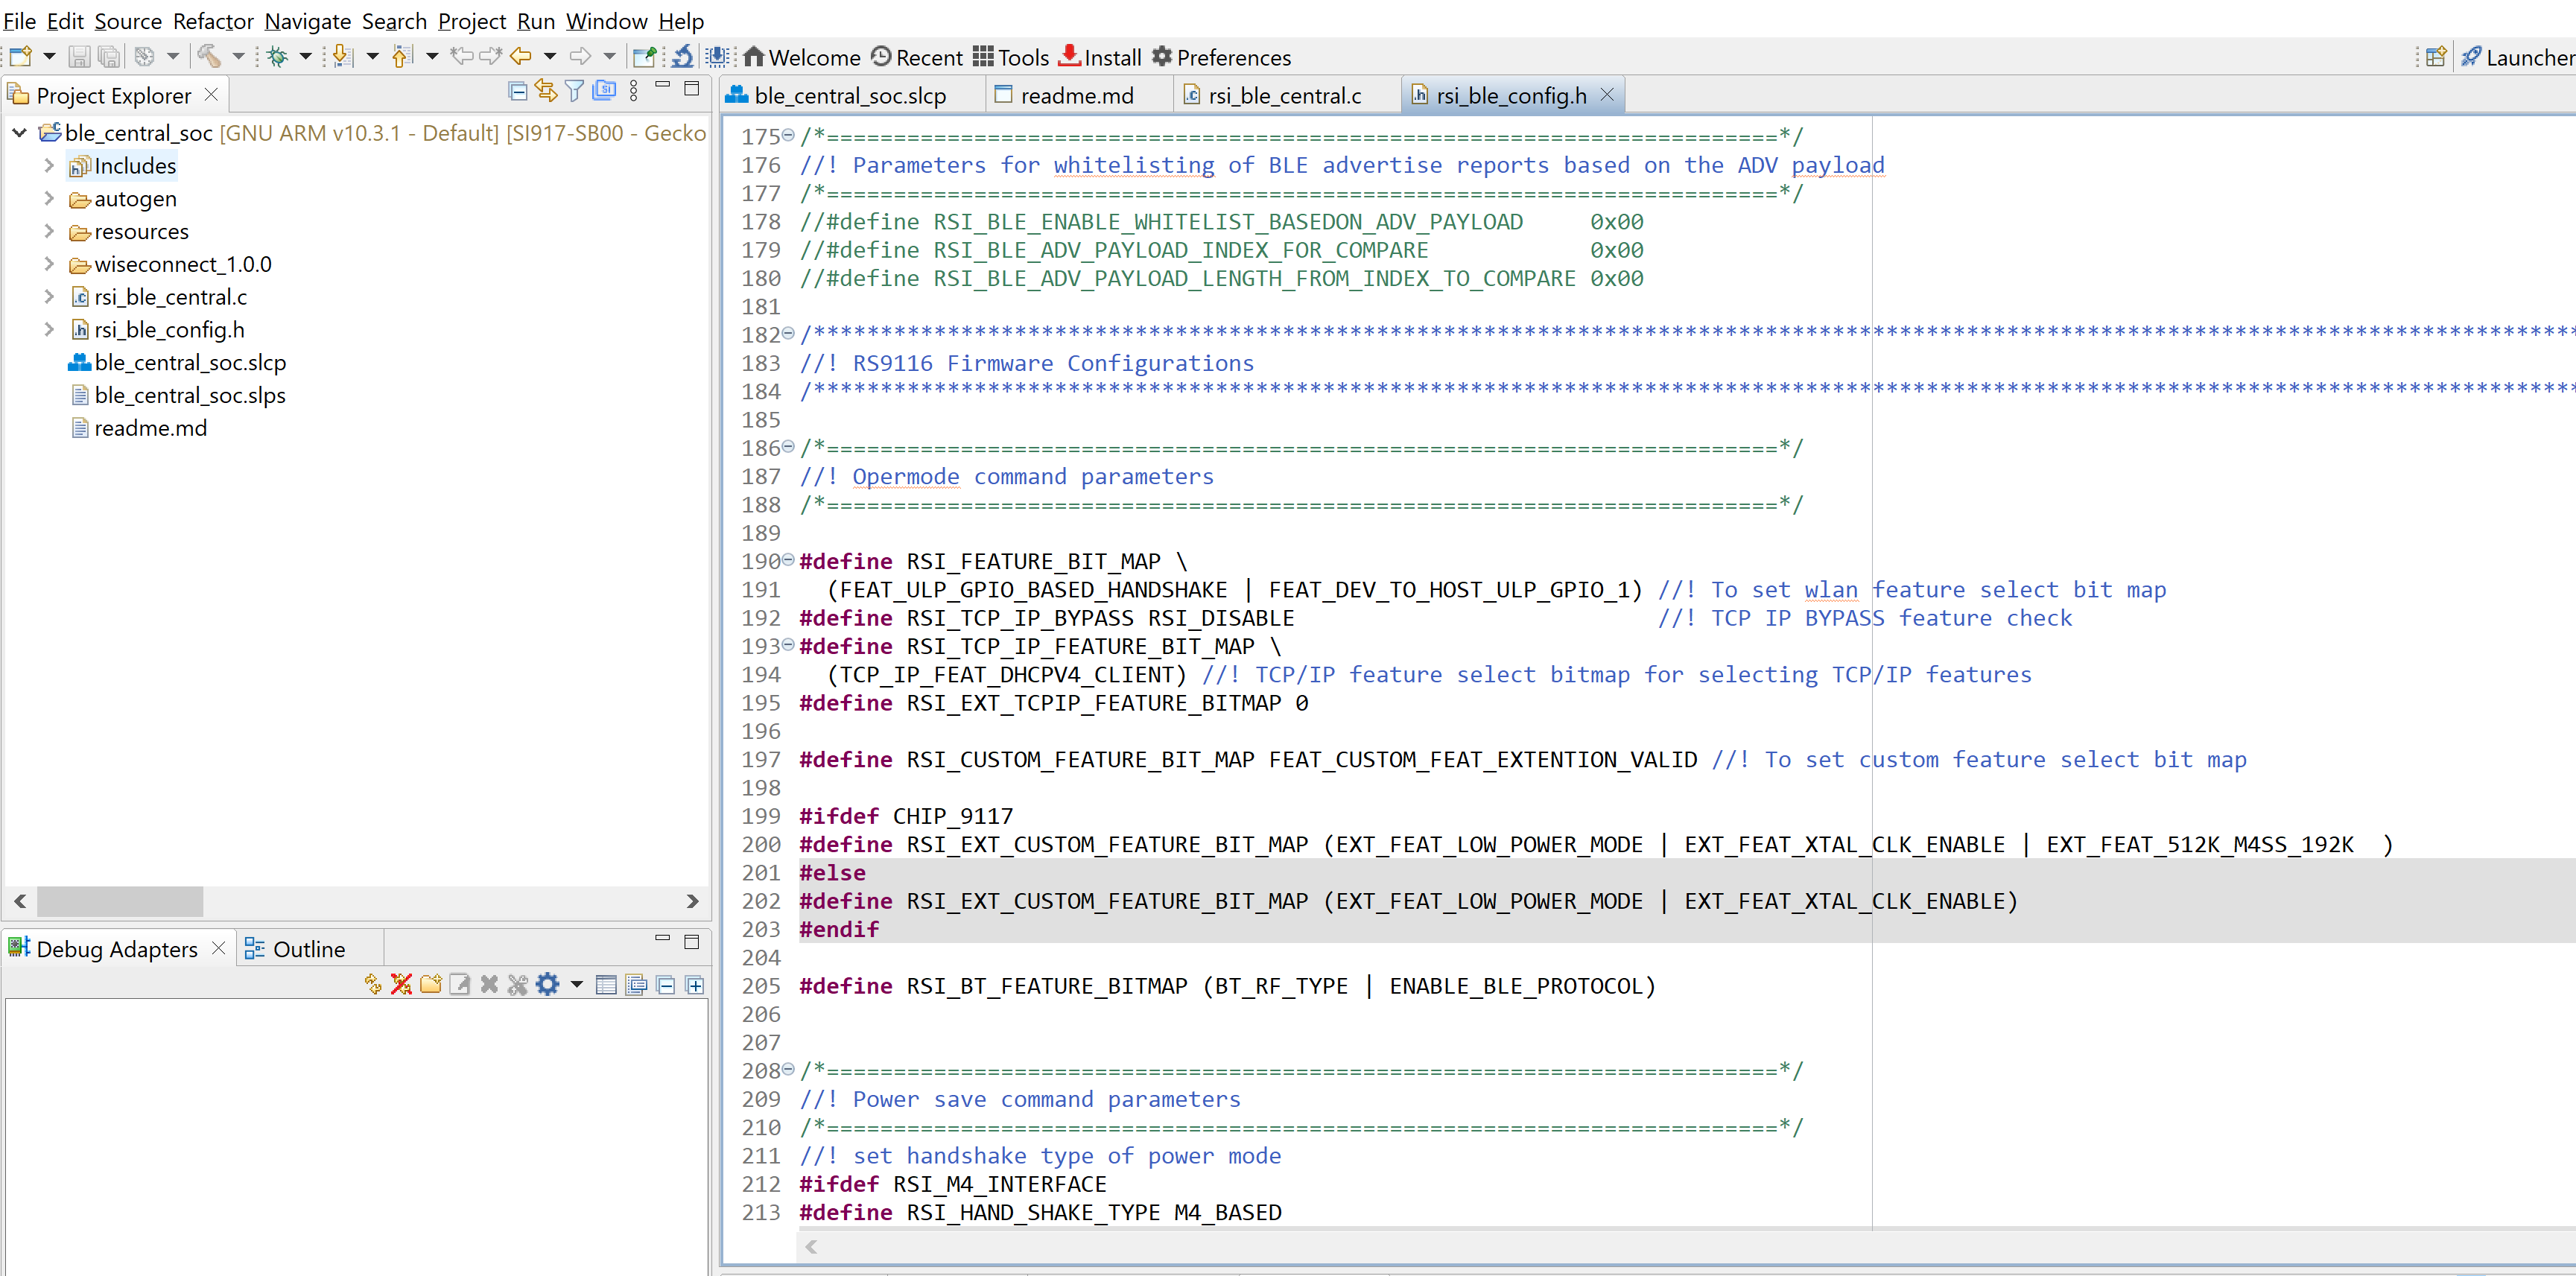 File Edit Source Refactor Navigate Search Project Run Window Help
Welcome Recent Tools Install Preferences Launcher
Project Explorer
ble_central_soc [GNU ARM v10.3.1 - Default] [SI917-SB00 - Gecko
Includes
autogen
resources
wiseconnect_1.0.0
rsi_ble_central.c
rsi_ble_config.h
ble_central_soc.slcp
ble_central_soc.slps
readme.md
Debug Adapters Outline
ble_central_soc.slcp readme.md rsi_ble_central.c rsi_ble_config.h
175 /*=======================================================================*/
176 //! Parameters for whitelisting of BLE advertise reports based on the ADV payload
177 /*=======================================================================*/
178 //#define RSI_BLE_ENABLE_WHITELIST_BASEDON_ADV_PAYLOAD     0x00
179 //#define RSI_BLE_ADV_PAYLOAD_INDEX_FOR_COMPARE            0x00
180 //#define RSI_BLE_ADV_PAYLOAD_LENGTH_FROM_INDEX_TO_COMPARE 0x00
181
182 /***********************************************************************************************************************************
183 //! RS9116 Firmware Configurations
184 /***********************************************************************************************************************************
185
186 /*=======================================================================*/
187 //! Opermode command parameters
188 /*=======================================================================*/
189
190 #define RSI_FEATURE_BIT_MAP \
191   (FEAT_ULP_GPIO_BASED_HANDSHAKE | FEAT_DEV_TO_HOST_ULP_GPIO_1) //! To set wlan feature select bit map
192 #define RSI_TCP_IP_BYPASS RSI_DISABLE                           //! TCP IP BYPASS feature check
193 #define RSI_TCP_IP_FEATURE_BIT_MAP \
194   (TCP_IP_FEAT_DHCPV4_CLIENT) //! TCP/IP feature select bitmap for selecting TCP/IP features
195 #define RSI_EXT_TCPIP_FEATURE_BITMAP 0
196
197 #define RSI_CUSTOM_FEATURE_BIT_MAP FEAT_CUSTOM_FEAT_EXTENTION_VALID //! To set custom feature select bit map
198
199 #ifdef CHIP_9117
200 #define RSI_EXT_CUSTOM_FEATURE_BIT_MAP (EXT_FEAT_LOW_POWER_MODE | EXT_FEAT_XTAL_CLK_ENABLE | EXT_FEAT_512K_M4SS_192K  )
201 #else
202 #define RSI_EXT_CUSTOM_FEATURE_BIT_MAP (EXT_FEAT_LOW_POWER_MODE | EXT_FEAT_XTAL_CLK_ENABLE)
203 #endif
204
205 #define RSI_BT_FEATURE_BITMAP (BT_RF_TYPE | ENABLE_BLE_PROTOCOL)
206
207
208 /*=======================================================================*/
209 //! Power save command parameters
210 /*=======================================================================*/
211 //! set handshake type of power mode
212 #ifdef RSI_M4_INTERFACE
213 #define RSI_HAND_SHAKE_TYPE M4_BASED